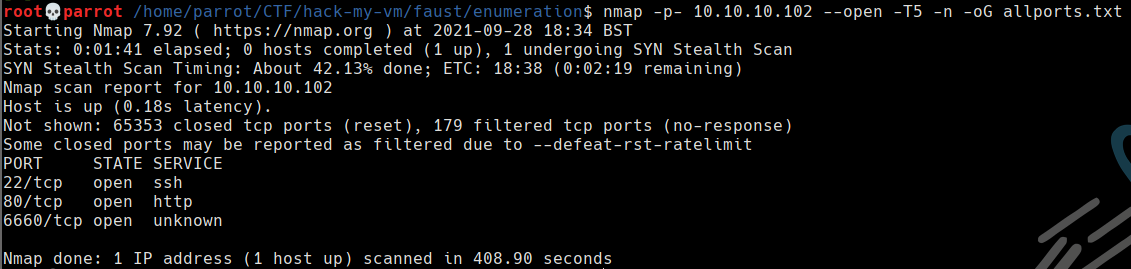 root💀parrot /home/parrot/CTF/hack-my-vm/faust/enumeration$ nmap -p- 10.10.10.102 --open -T5 -n -oG allports.txt
Starting Nmap 7.92 ( https://nmap.org ) at 2021-09-28 18:34 BST
Stats: 0:01:41 elapsed; 0 hosts completed (1 up), 1 undergoing SYN Stealth Scan
SYN Stealth Scan Timing: About 42.13% done; ETC: 18:38 (0:02:19 remaining)
Nmap scan report for 10.10.10.102
Host is up (0.18s latency).
Not shown: 65353 closed tcp ports (reset), 179 filtered tcp ports (no-response)
Some closed ports may be reported as filtered due to --defeat-rst-ratelimit
PORT     STATE SERVICE
22/tcp   open  ssh
80/tcp   open  http
6660/tcp open  unknown
Nmap done: 1 IP address (1 host up) scanned in 408.90 seconds